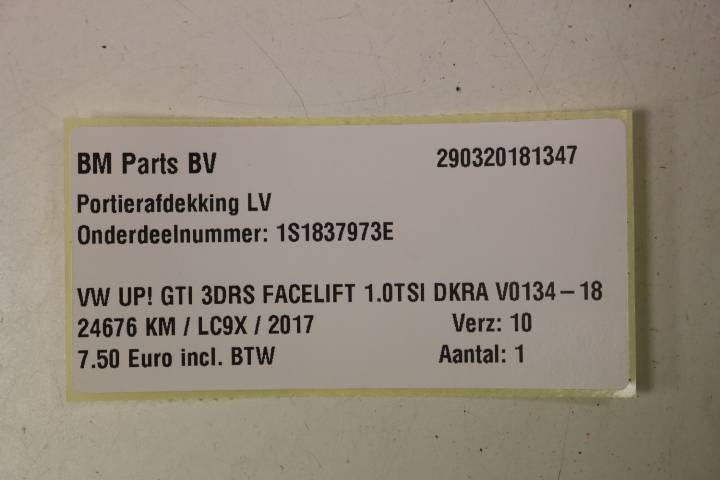 BM Parts BV 290320181347
Portierafdekking LV
Onderdeelnummer: 1S1837973E
VW UP! GTI 3DRS FACELIFT 1.0TSI DKRA V0134-18
24676 KM / LC9X / 2017 Verz: 10
7.50 Euro incl. BTW Aantal: 1